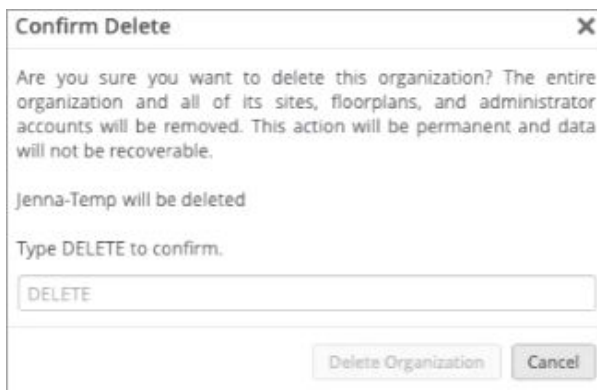 Confirm Delete
Are you sure you want to delete this organization? The entire
organization and all of its sites, floorplans, and administrator
accounts will be removed. This action will be permanent and data
will not be recoverable.
Jenna-Temp will be deleted
Type DELETE to confirm.
DELETE
Delete Organization Cancel